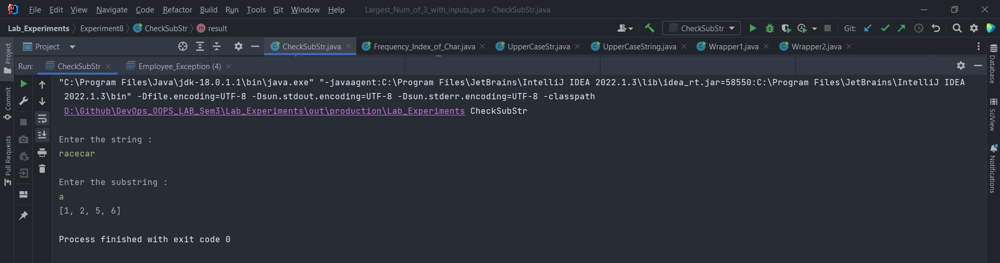 File Edit View Navigate Code Refactor Build Run Tools Git Window Help Largest_Num_of_3_with_inputs.java - CheckSubStr.java
Lab_Experiments Experiment8 CheckSubStr m result CheckSubStr Git:
Project CheckSubStr.java Frequency_Index_of_Char.java UpperCaseStr.java UpperCaseString.java Wrapper1.java Wrapper2.java
Run: CheckSubStr Employee_Exception (4)
"C:\Program Files\Java\jdk-18.0.1.1\bin\java.exe" "-javaagent:C:\Program Files\JetBrains\IntelliJ IDEA 2022.1.3\lib\idea_rt.jar=58550:C:\Program Files\JetBrains\IntelliJ IDEA
2022.1.3\bin" -Dfile.encoding=UTF-8 -Dsun.stdout.encoding=UTF-8 -Dsun.stderr.encoding=UTF-8 -classpath
D:\Github\DevOps_OOPS_LAB_Sem3\Lab_Experiments\out\production\Lab_Experiments CheckSubStr
Enter the string :
racecar
Enter the substring :
a
[1, 2, 5, 6]
Process finished with exit code 0
Project
Commit
Pull Requests
Database
SciView
Notifications